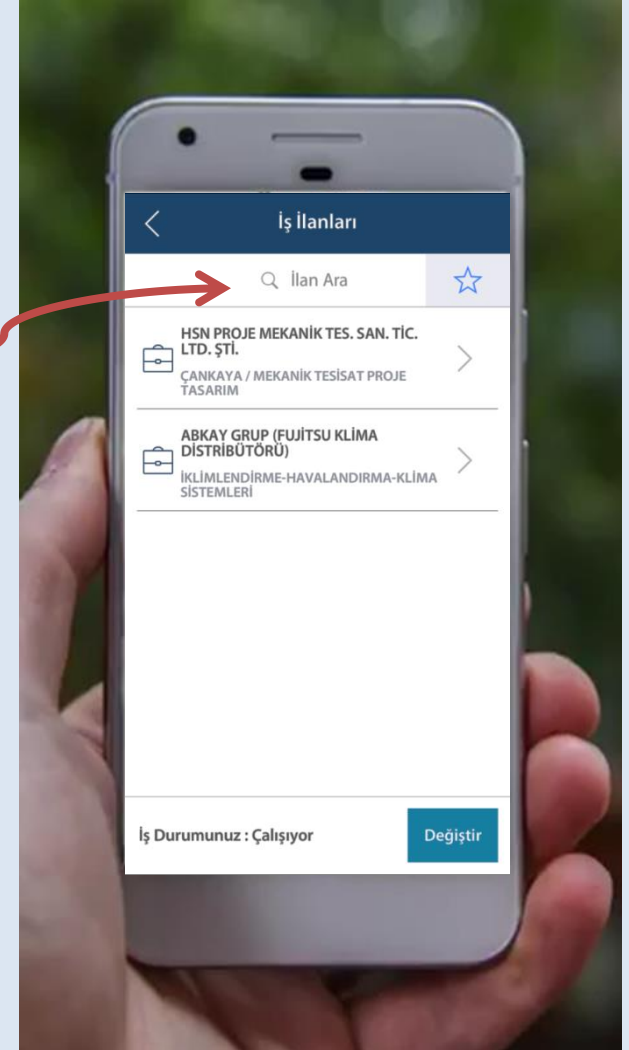 İş İlanları
İlan Ara
HSN PROJE MEKANİK TES. SAN. TİC.
LTD. ŞTİ.
ÇANKAYA / MEKANİK TESİSAT PROJE
TASARIM
ABKAY GRUP (FUJİTSU KLİMA
DİSTRİBÜTÖRÜ)
İKLİMLENDİRME-HAVALANDIRMA-KLİMA
SİSTEMLERİ
İş Durumunuz : Çalışıyor
Değiştir